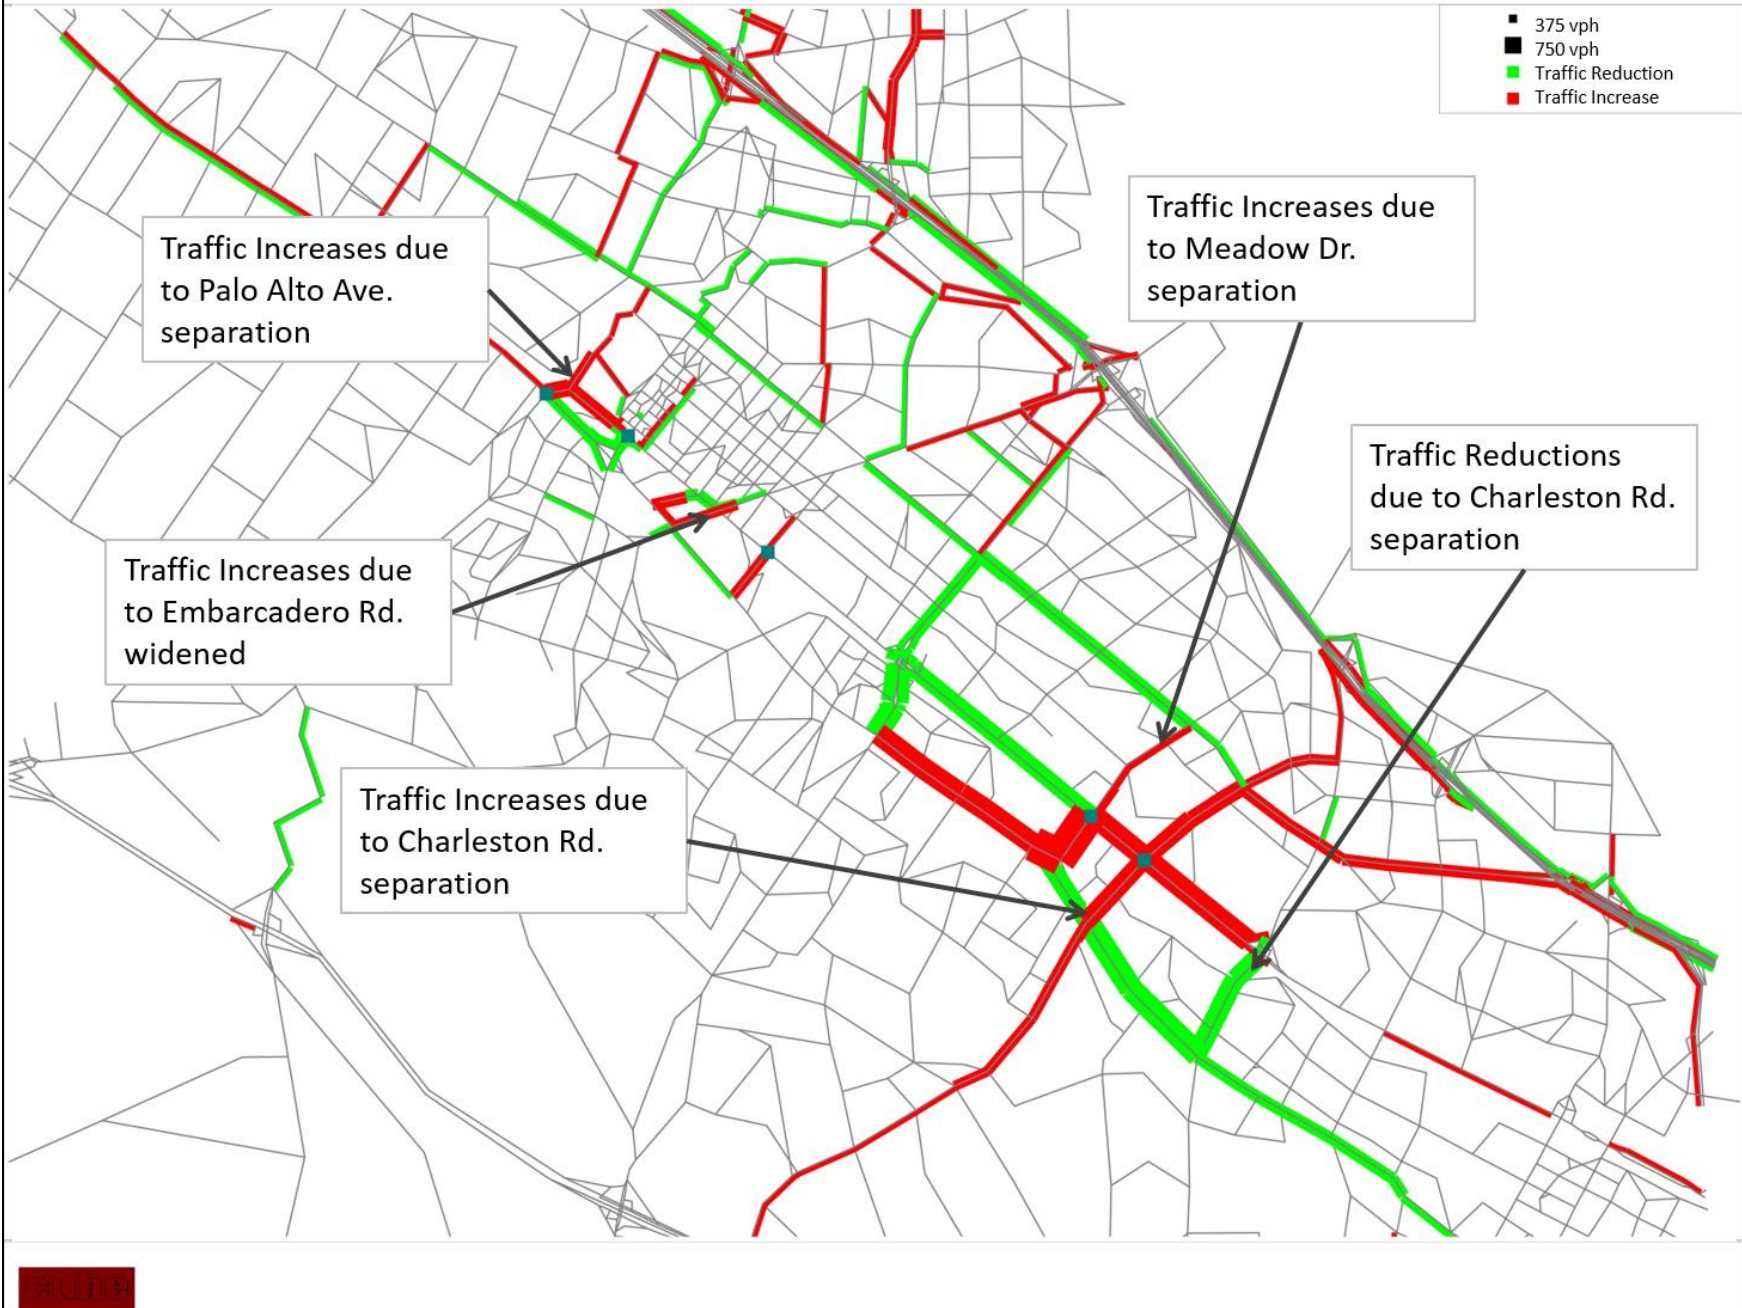 375 vph
750 vph
Traffic Reduction
Traffic Increase
Traffic Increases due
to Meadow Dr.
separation
Traffic Increases due
to Palo Alto Ave.
separation
Traffic Reductions
due to Charleston Rd.
separation
Traffic Increases due
to Embarcadero Rd.
widened
Traffic Increases due
to Charleston Rd.
separation